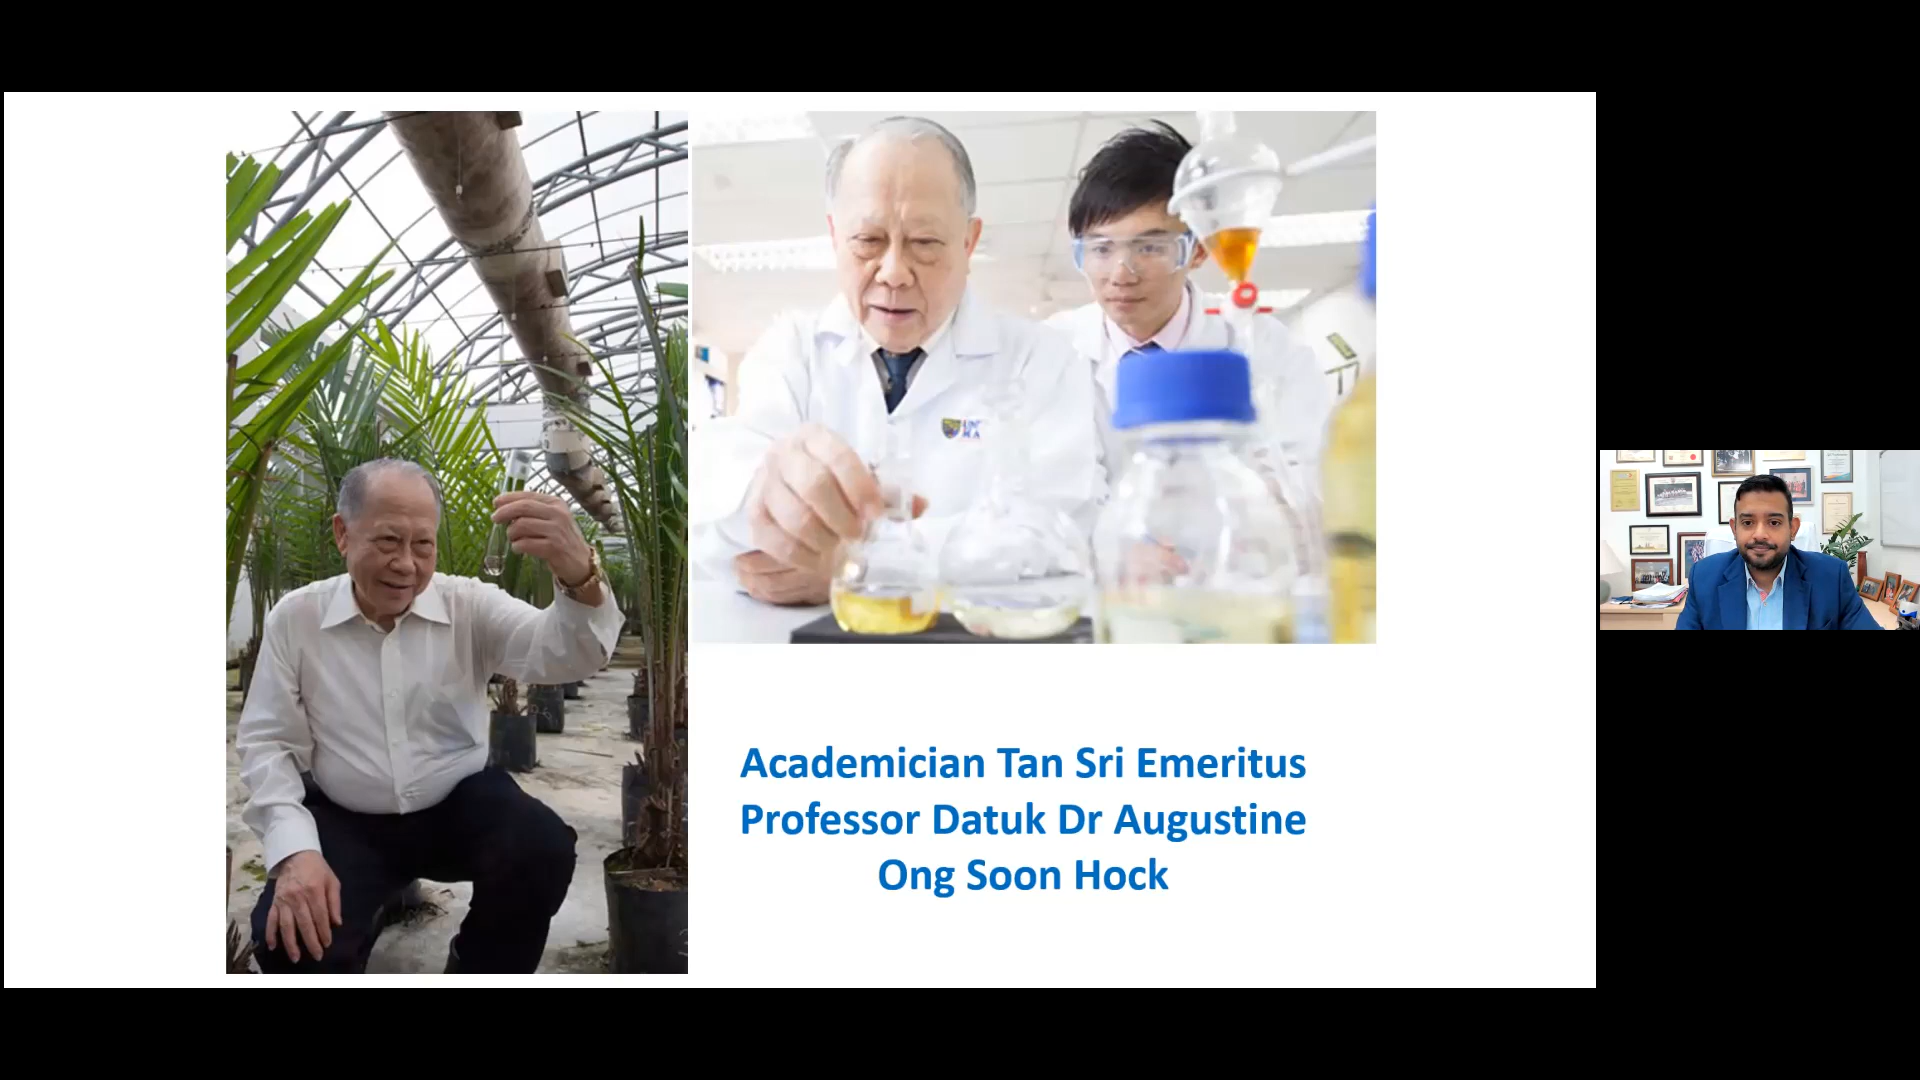 Academician Tan Sri Emeritus
Professor Datuk Dr Augustine
Ong Soon Hock